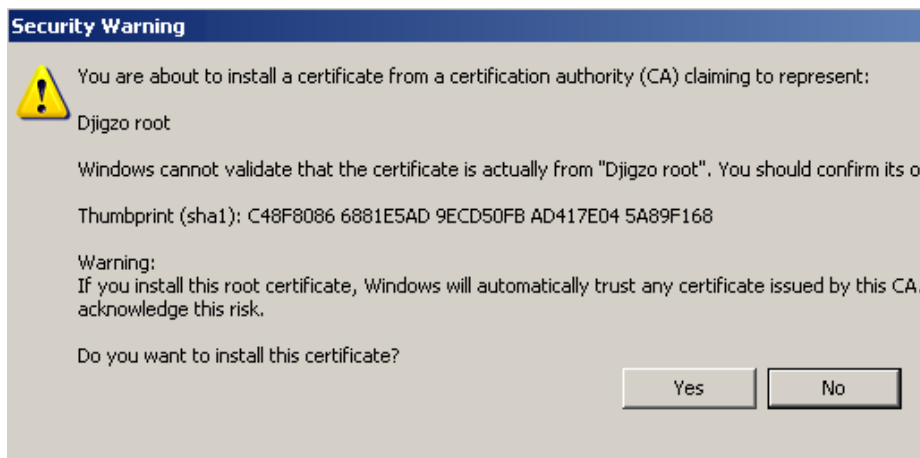 Security Warning
You are about to install a certificate from a certification authority (CA) claiming to represent:
Djigzo root
Windows cannot validate that the certificate is actually from "Djigzo root". You should confirm its o
Thumbprint (sha1): C48F8086 6881E5AD 9ECD50FB AD417E04 5A89F168
Warning:
If you install this root certificate, Windows will automatically trust any certificate issued by this CA.
acknowledge this risk.
Do you want to install this certificate?
Yes No